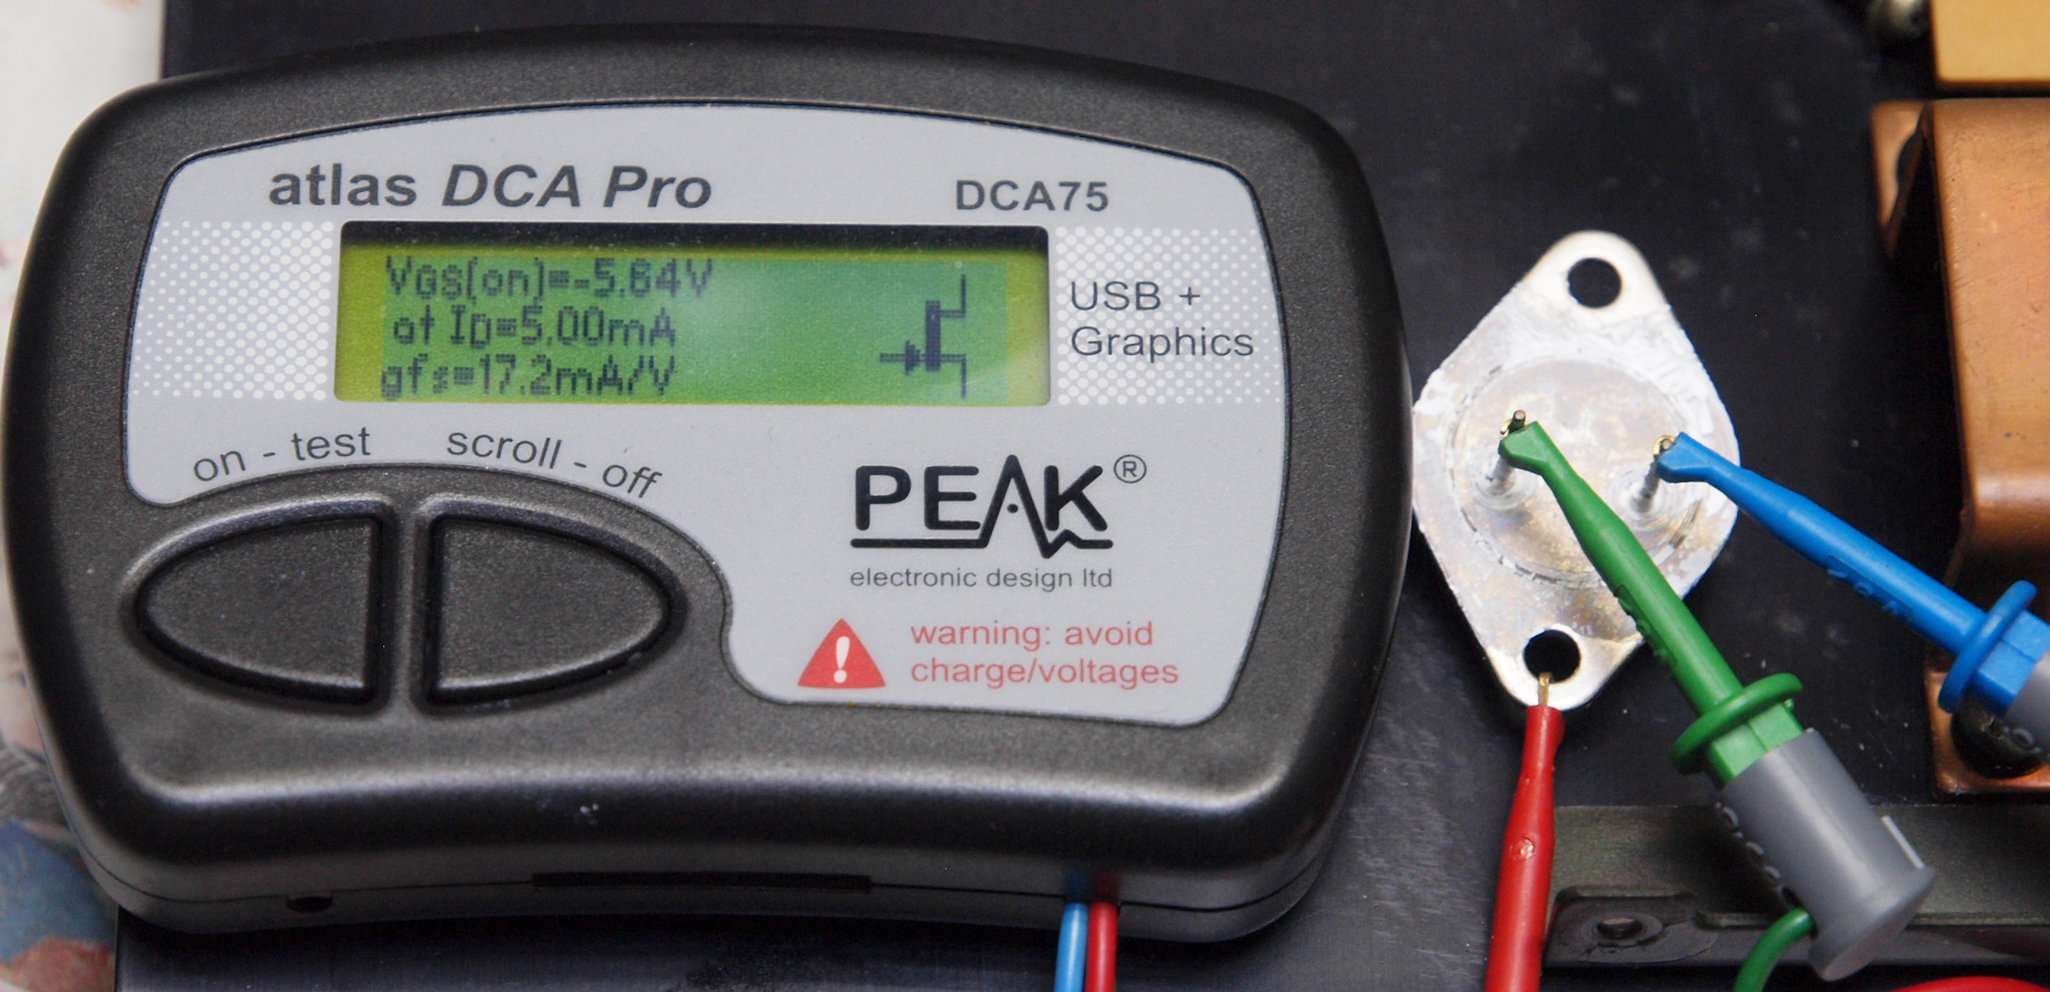 atlas DCA Pro
DCA75
VGS(on)=-5.64V
at ID=5.00mA
gfs=17.2mA/V
USB +
Graphics
on - test
scroll - off
PEAK®
electronic design ltd
warning: avoid
charge/voltages